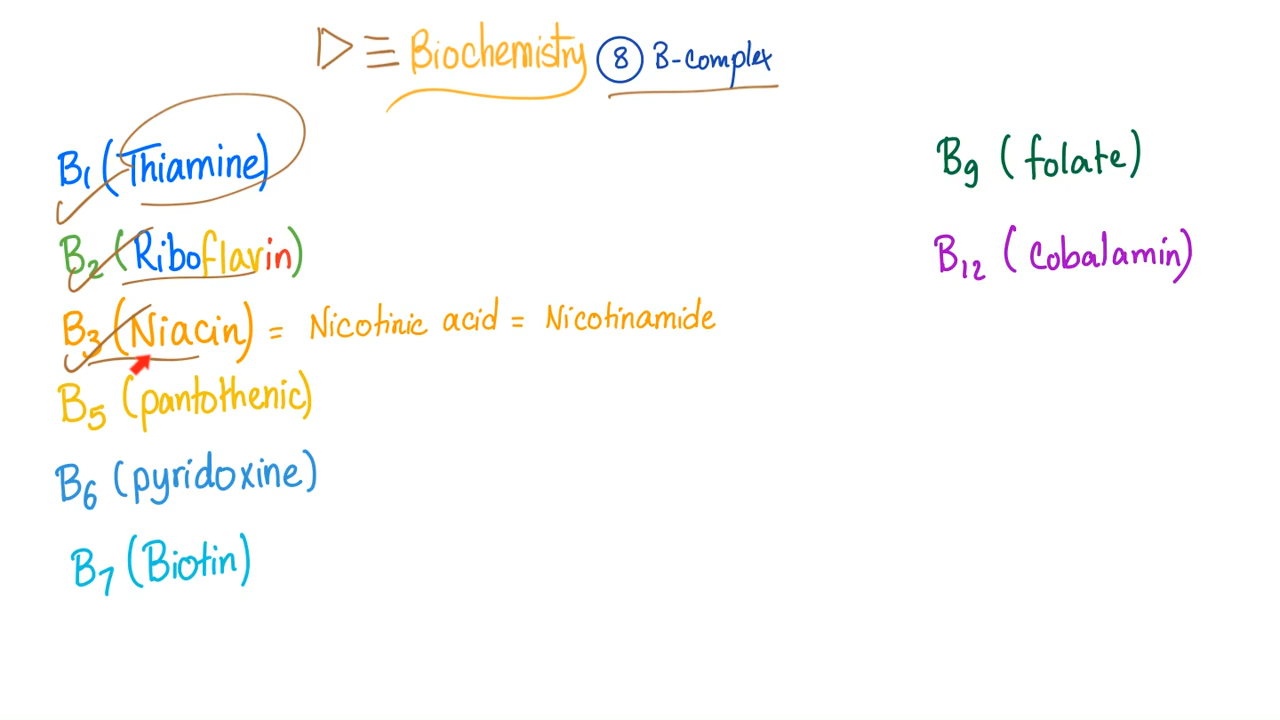 Biochemistry 8 B-complex
B1 (Thiamine)
B2 (Riboflavin)
B3 (Niacin) = Nicotinic acid = Nicotinamide
B5 (pantothenic)
B6 (pyridoxine)
B7 (Biotin)
B9 (folate)
B12 (cobalamin)